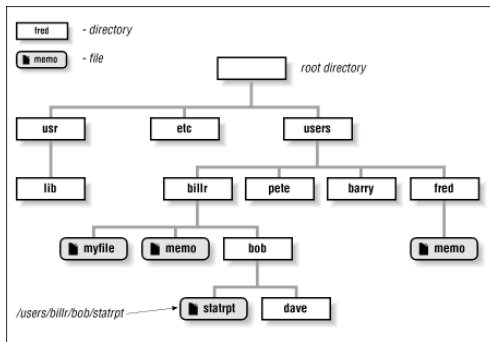 fred - directory
memo - file
root directory
usr etc users
lib billr pete barry fred
myfile memo bob memo
/users/billr/bob/statrpt statrpt dave